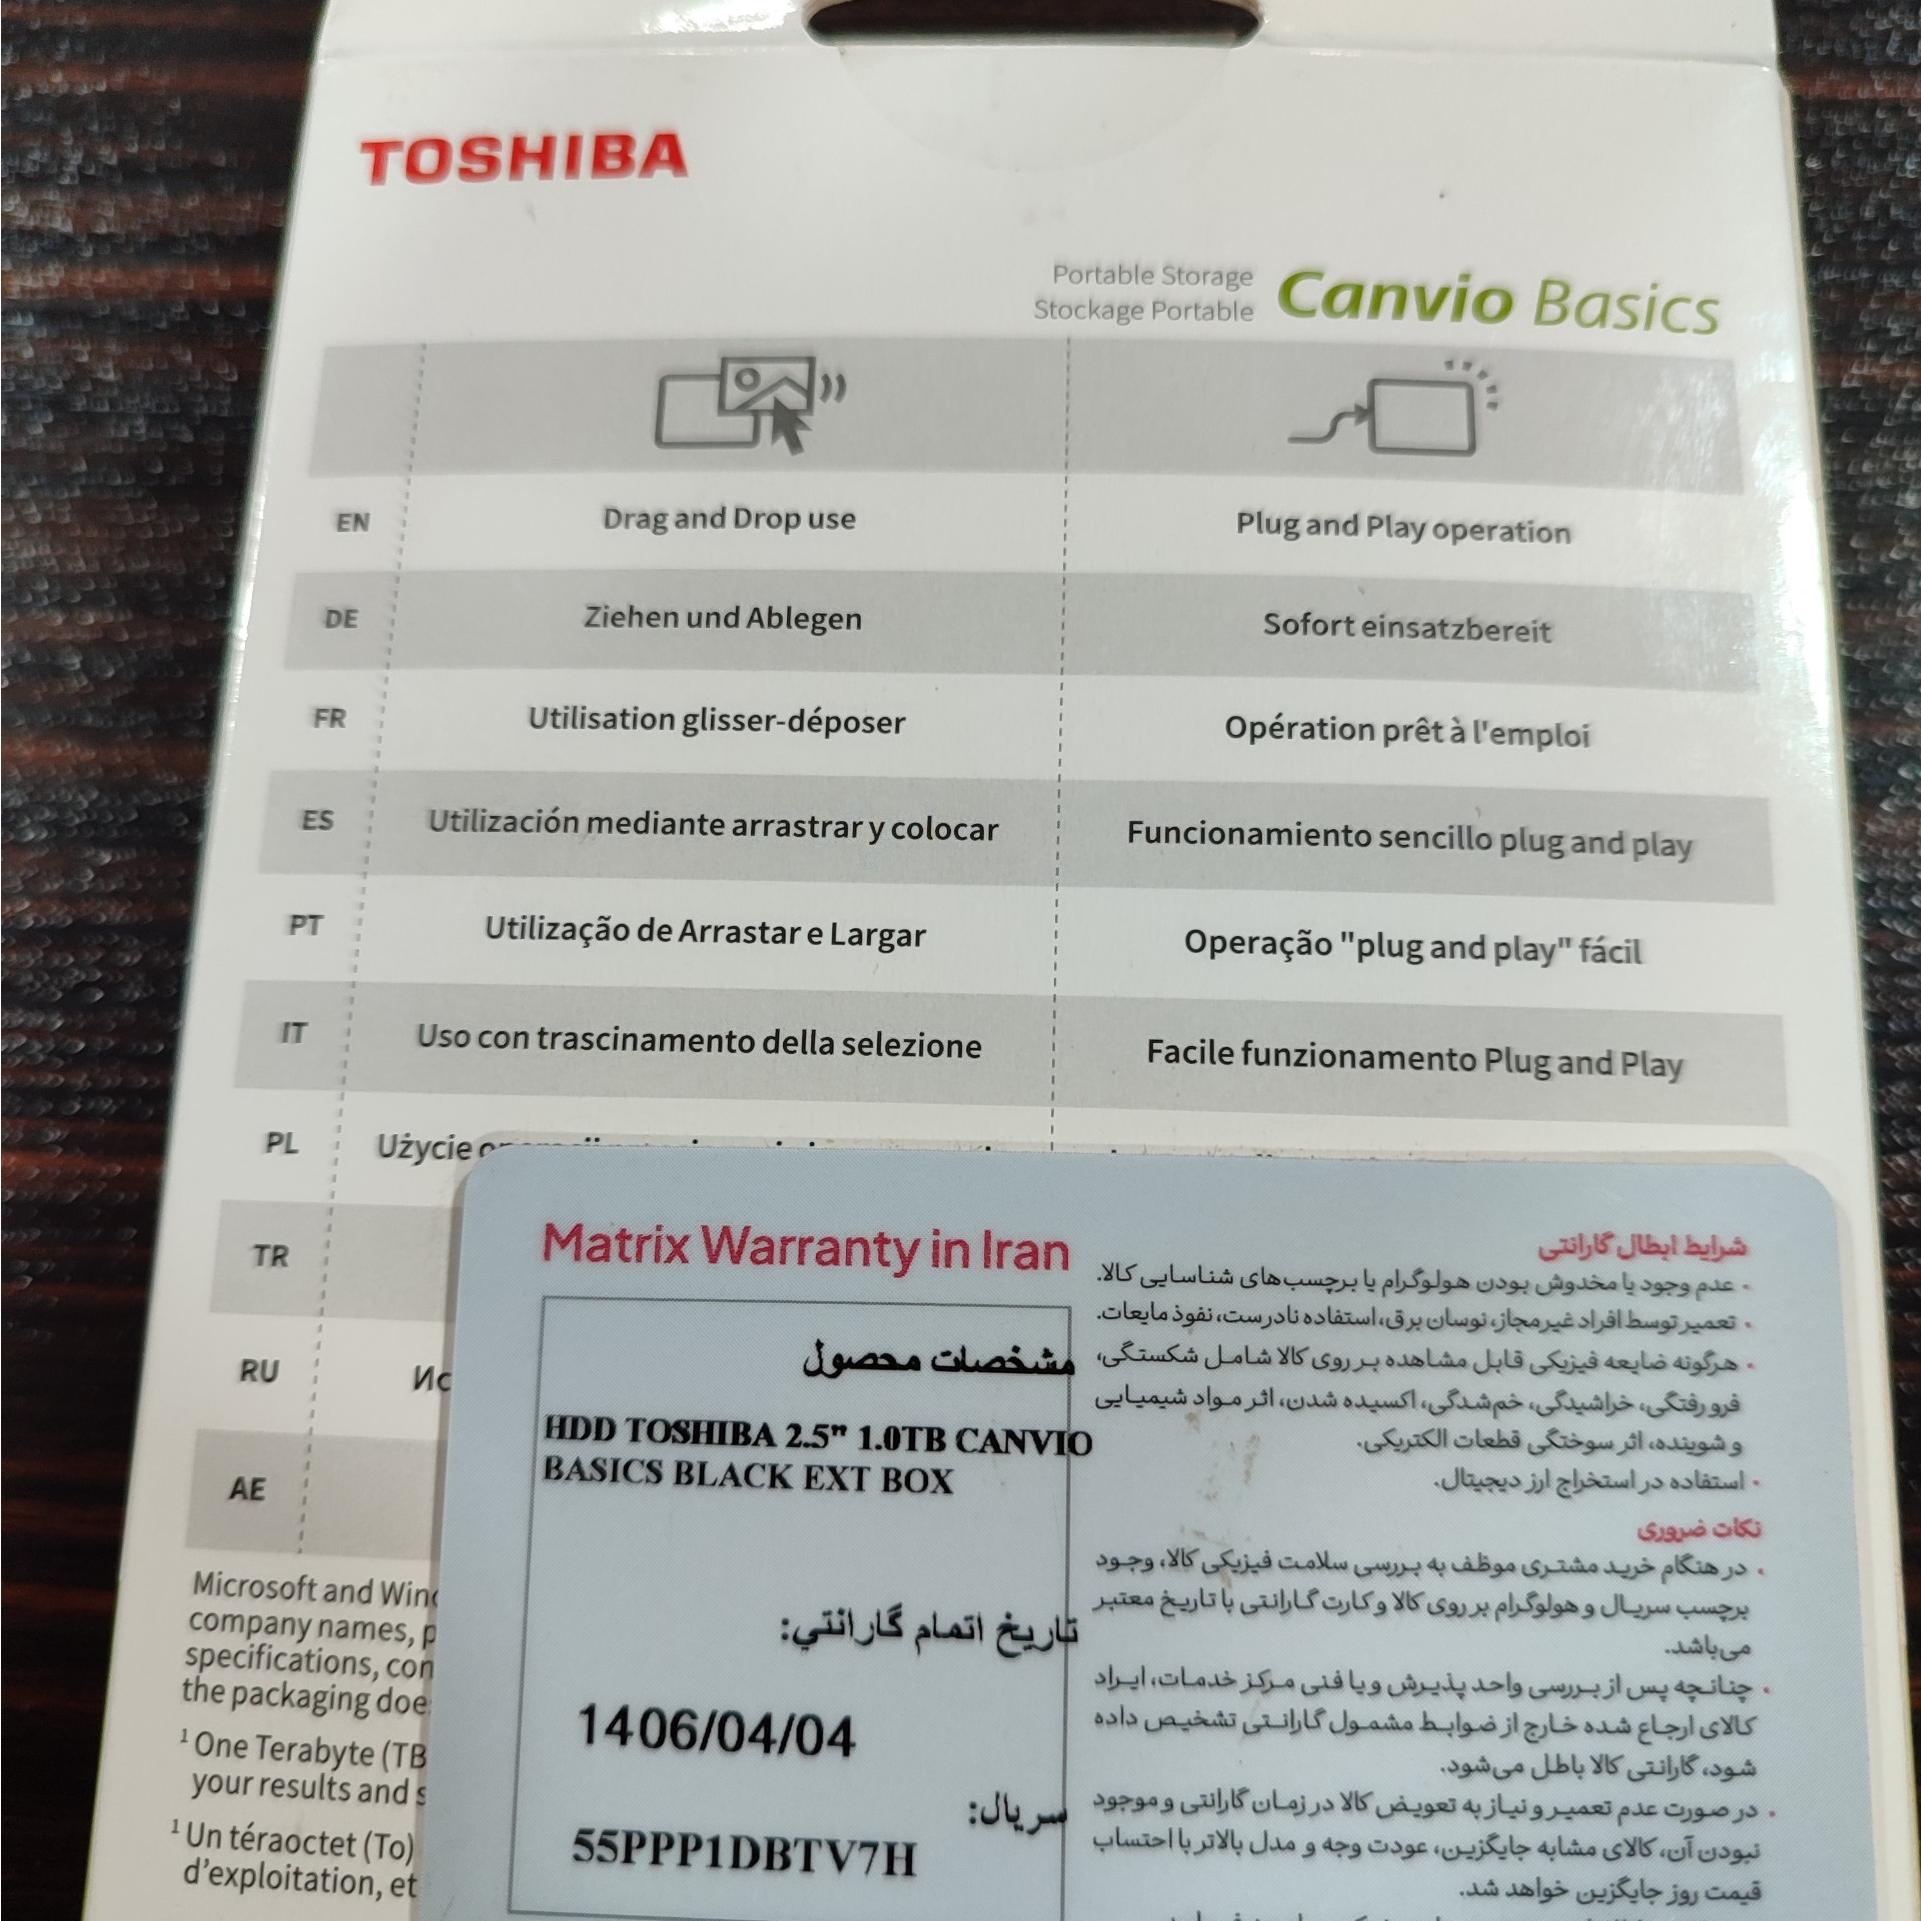 TOSHIBA
Portable Storage
Stockage Portable
Canvio Basics
EN Drag and Drop use Plug and Play operation
DE Ziehen und Ablegen Sofort einsatzbereit
FR Utilisation glisser-déposer Opération prêt à l'emploi
ES Utilización mediante arrastrar y colocar Funcionamiento sencillo plug and play
PT Utilização de Arrastar e Largar Operação "plug and play" fácil
IT Uso con trascinamento della selezione Facile funzionamento Plug and Play
PL Użycie
TR
RU
AE
Microsoft and
company names,
specifications,
the packaging
¹ One Terabyte (TB
your results and
¹ Un téraoctet (To)
d'exploitation, et
Matrix Warranty in Iran
مشخصات محصول
HDD TOSHIBA 2.5" 1.0TB CANVIO
BASICS BLACK EXT BOX
تاريخ اتمام گارانتي:
1406/04/04
سريال:
55PPP1DBTV7H
شرایط ابطال گارانتی
• عدم وجود یا مخدوش بودن هولوگرام یا برچسب‌های شناسایی کالا.
• تعمیر توسط افراد غیرمجاز، نوسان برق، استفاده نادرست، نفوذ مایعات.
• هرگونه ضایعه فیزیکی قابل مشاهده بر روی کالا شامل شکستگی،
فرورفتگی، خراشیدگی، خم‌شدگی، اکسیده شدن، اثر مواد شیمیایی
و شوینده، اثر سوختگی قطعات الکتریکی.
• استفاده در استخراج ارز دیجیتال.
نکات ضروری
• در هنگام خرید مشتری موظف به بررسی سلامت فیزیکی کالا، وجود
برچسب سریال و هولوگرام بر روی کالا و کارت گارانتی با تاریخ معتبر
می‌باشد.
• چنانچه پس از بررسی واحد پذیرش و یا فنی مرکز خدمات، ایراد
کالای ارجاع شده خارج از ضوابط مشمول گارانتی تشخیص داده
شود، گارانتی کالا باطل می‌شود.
• در صورت عدم تعمیر و نیاز به تعویض کالا در زمان گارانتی و موجود
نبودن آن، کالای مشابه جایگزین، عودت وجه و مدل بالاتر با احتساب
قیمت روز جایگزین خواهد شد.